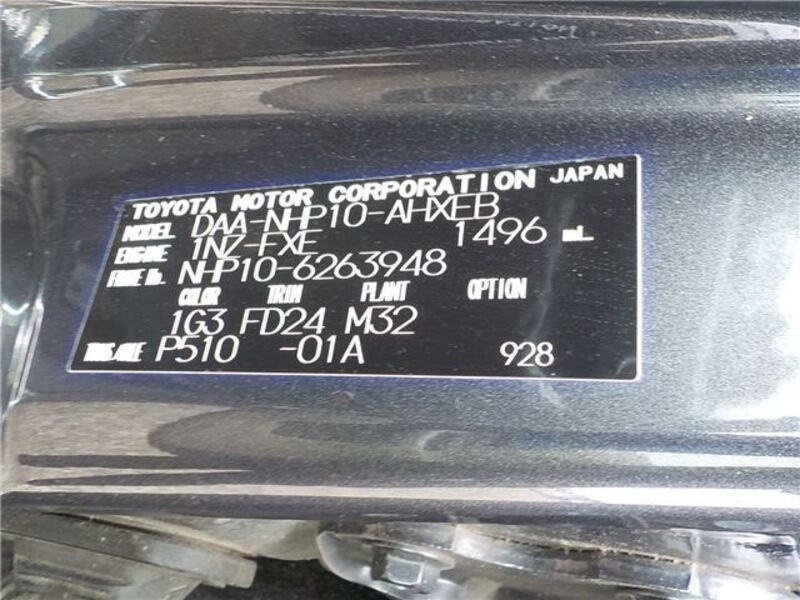 TOYOTA MOTOR CORPORATION JAPAN
MODEL DAA-NHP10-AHXEB
ENGINE 1NZ-FXE 1496 mL
FRAME No. NHP10-6263948
COLOR TRIM PLANT OPTION
1G3 FD24 M32
TRANS.AXLE P510 -01A 928